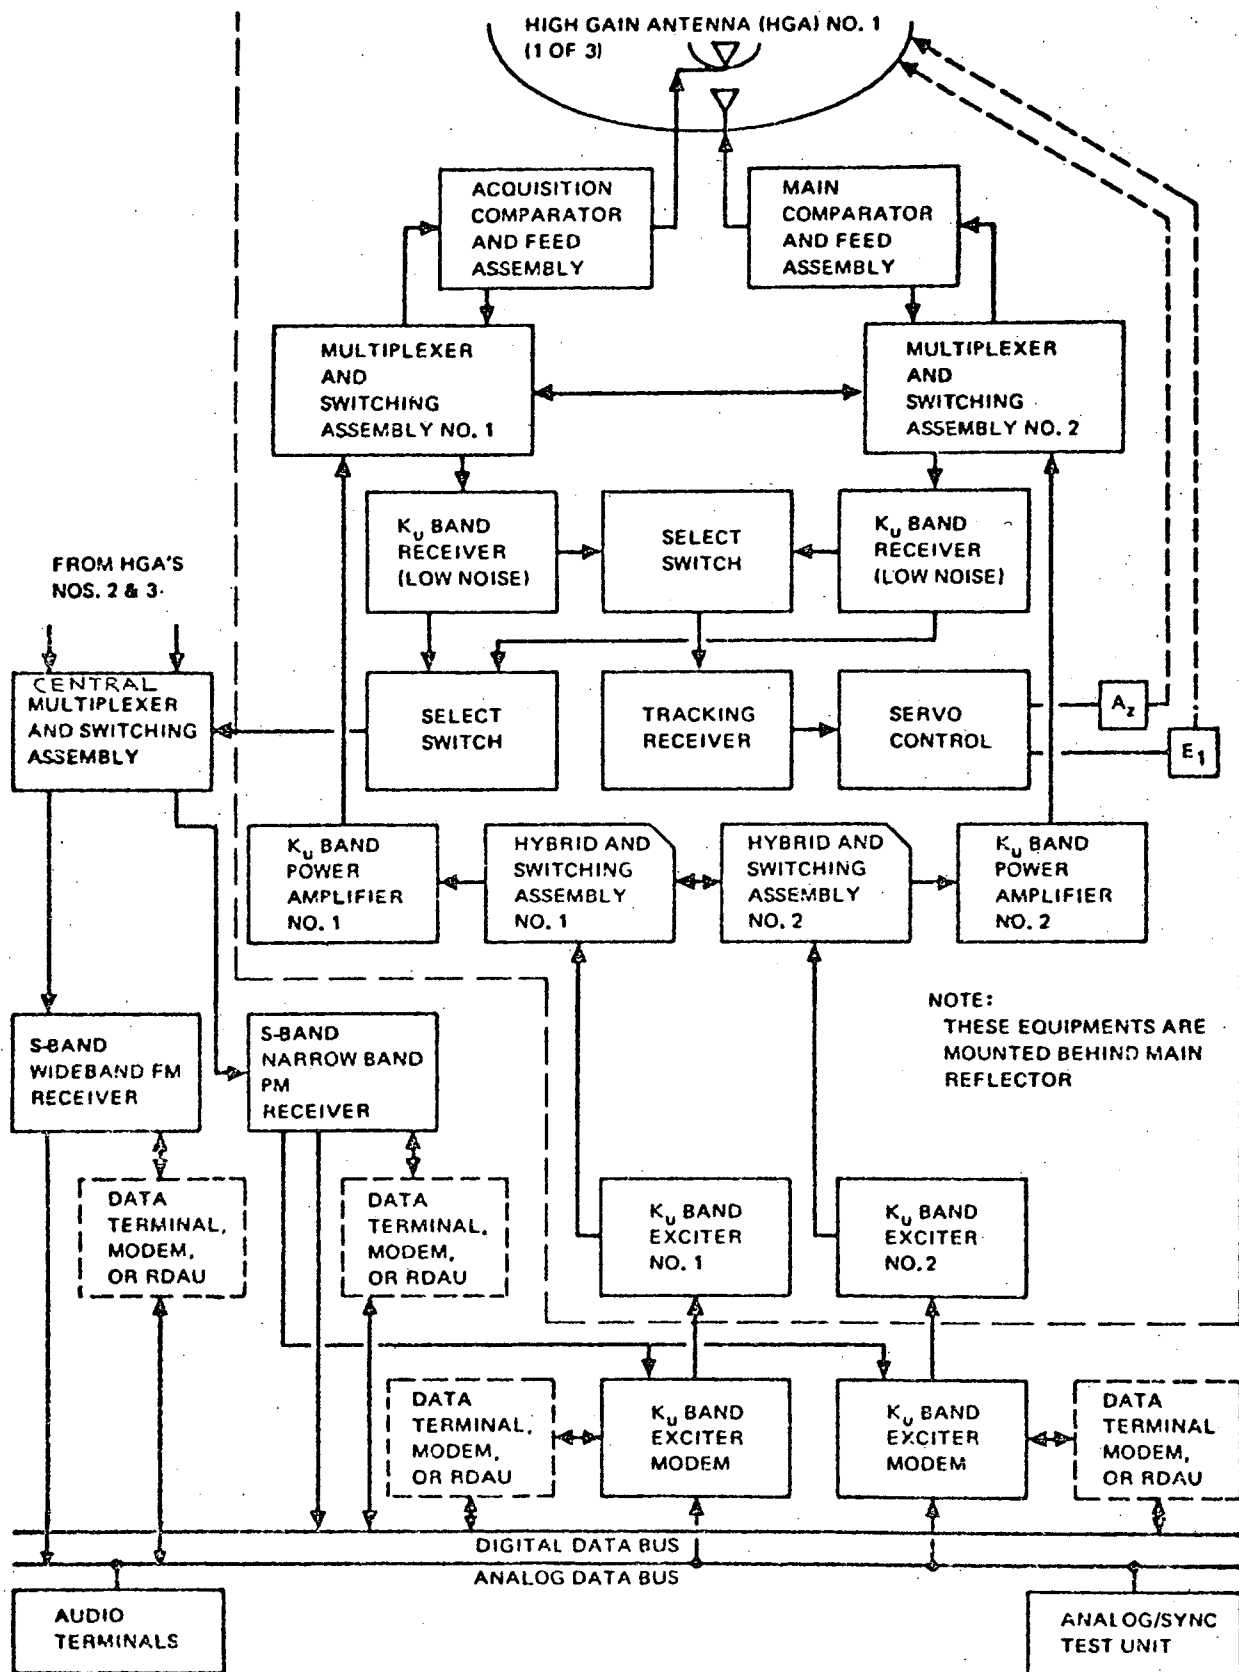 HIGH GAIN ANTENNA (HGA) NO. 1
(1 OF 3)
ACQUISITION
COMPARATOR
AND FEED
ASSEMBLY
MAIN
COMPARATOR
AND FEED
ASSEMBLY
MULTIPLEXER
AND
SWITCHING
ASSEMBLY NO. 1
MULTIPLEXER
AND
SWITCHING
ASSEMBLY NO. 2
KU BAND
RECEIVER
(LOW NOISE)
SELECT
SWITCH
KU BAND
RECEIVER
(LOW NOISE)
FROM HGA'S
NOS. 2 & 3
CENTRAL
MULTIPLEXER
AND SWITCHING
ASSEMBLY
SELECT
SWITCH
TRACKING
RECEIVER
SERVO
CONTROL
Az
E1
KU BAND
POWER
AMPLIFIER
NO. 1
HYBRID AND
SWITCHING
ASSEMBLY
NO. 1
HYBRID AND
SWITCHING
ASSEMBLY
NO. 2
KU BAND
POWER
AMPLIFIER
NO. 2
NOTE:
THESE EQUIPMENTS ARE
MOUNTED BEHIND MAIN
REFLECTOR
S-BAND
WIDEBAND FM
RECEIVER
S-BAND
NARROW BAND
PM
RECEIVER
DATA
TERMINAL,
MODEM,
OR RDAU
DATA
TERMINAL,
MODEM,
OR RDAU
KU BAND
EXCITER
NO. 1
KU BAND
EXCITER
NO. 2
DATA
TERMINAL,
MODEM,
OR RDAU
KU BAND
EXCITER
MODEM
KU BAND
EXCITER
MODEM
DATA
TERMINAL
MODEM,
OR RDAU
DIGITAL DATA BUS
ANALOG DATA BUS
AUDIO
TERMINALS
ANALOG/SYNC
TEST UNIT